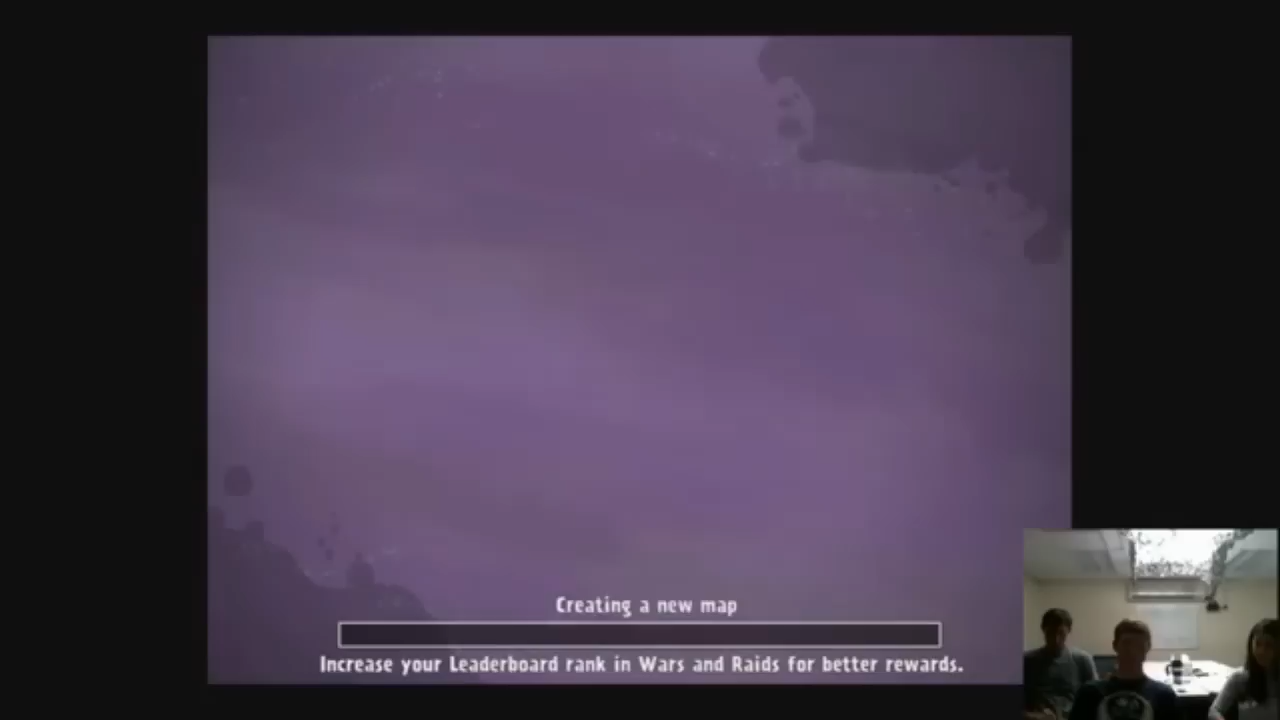 Creating a new map
Increase your Leaderboard rank in Wars and Raids for better rewards.